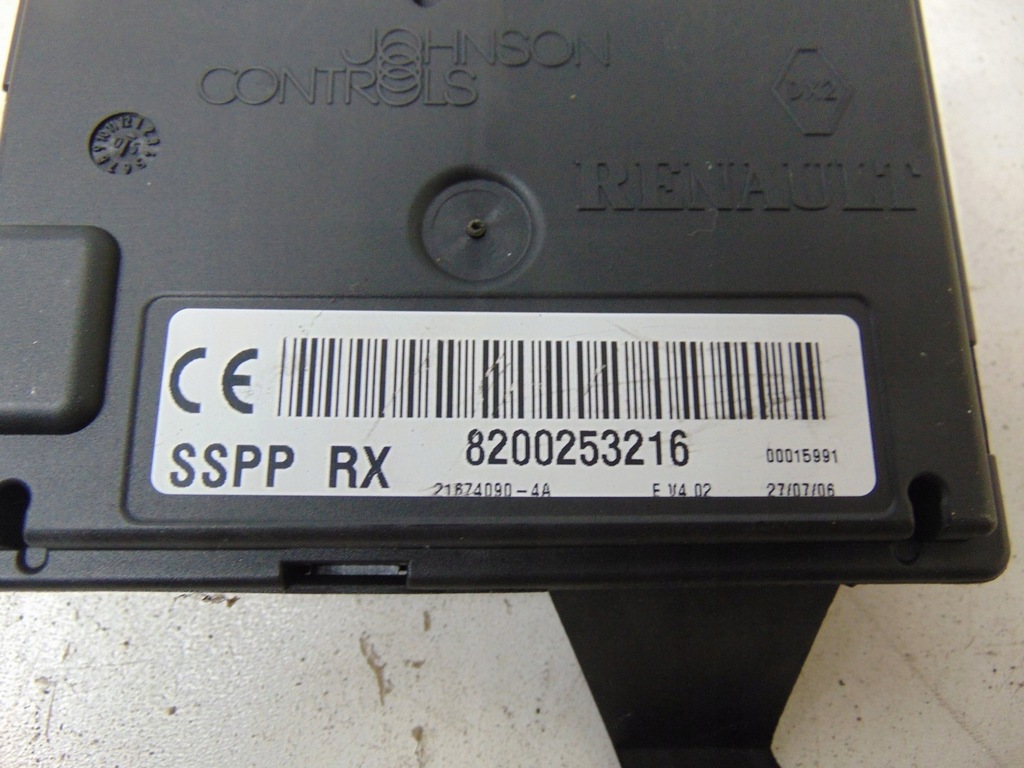 JOHNSON
CONTROLS
DX2
RENAULT
CE
SSPP RX
8200253216
00015991
21674090-4A
E V4.02
27/07/06